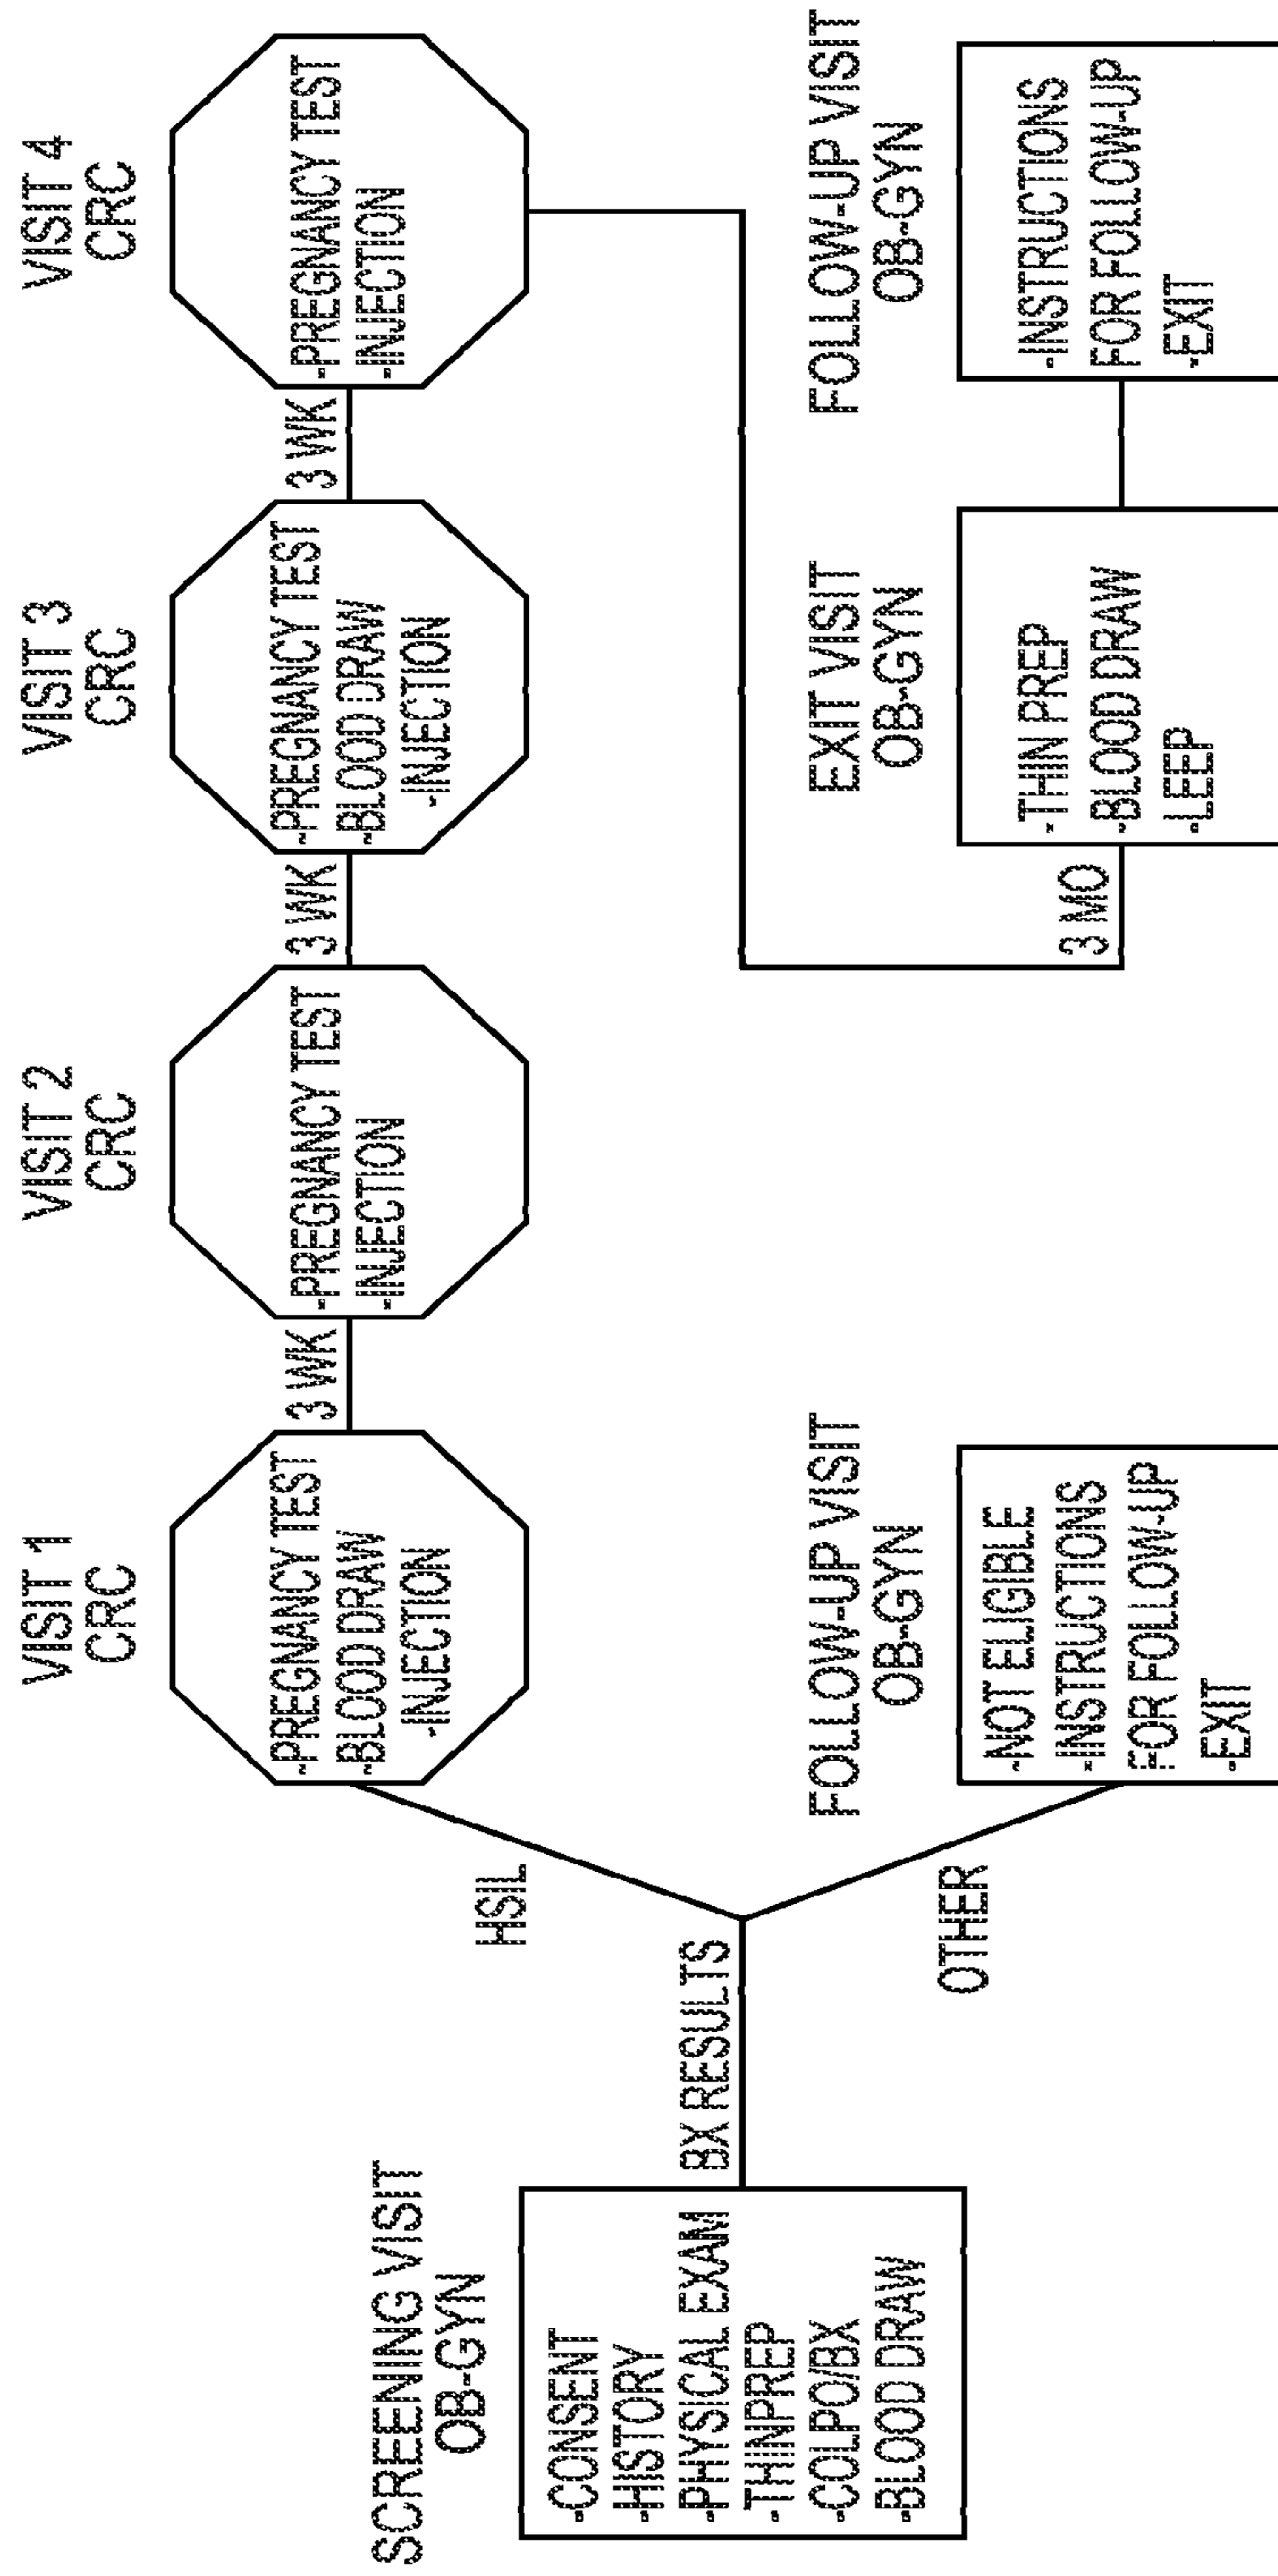 SCREENING VISIT
OB-GYN
-CONSENT
-HISTORY
-PHYSICAL EXAM
-THINPREP
-COLPO/BX
-BLOOD DRAW
BX RESULTS
HSIL
OTHER
VISIT 1
CRC
-PREGNANCY TEST
-BLOOD DRAW
-INJECTION
3 WK
VISIT 2
CRC
-PREGNANCY TEST
-INJECTION
3 WK
VISIT 3
CRC
-PREGNANCY TEST
-BLOOD DRAW
-INJECTION
3 WK
VISIT 4
CRC
-PREGNANCY TEST
-INJECTION
FOLLOW-UP VISIT
OB-GYN
-NOT ELIGIBLE
-INSTRUCTIONS
FOR FOLLOW-UP
-EXIT
3 MO
EXIT VISIT
OB-GYN
-THIN PREP
-BLOOD DRAW
-LEEP
FOLLOW-UP VISIT
OB-GYN
-INSTRUCTIONS
FOR FOLLOW-UP
-EXIT